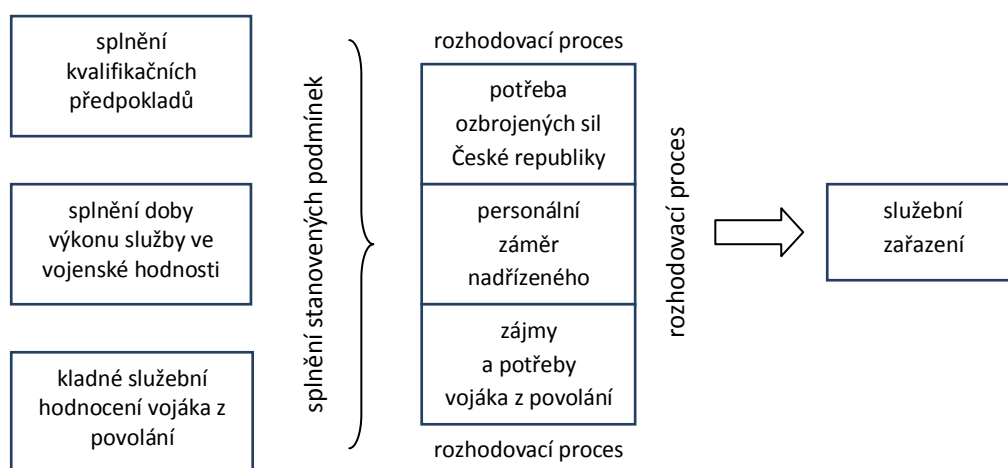 splnění
kvalifikačních
předpokladů
splnění doby
výkonu služby ve
vojenské hodnosti
kladné služební
hodnocení vojáka z
povolání
splnění stanovených podmínek
rozhodovací proces
potřeba
ozbrojených sil
České republiky
personální
záměr
nadřízeného
zájmy
a potřeby
vojáka z povolání
rozhodovací proces
rozhodovací proces
služební
zařazení